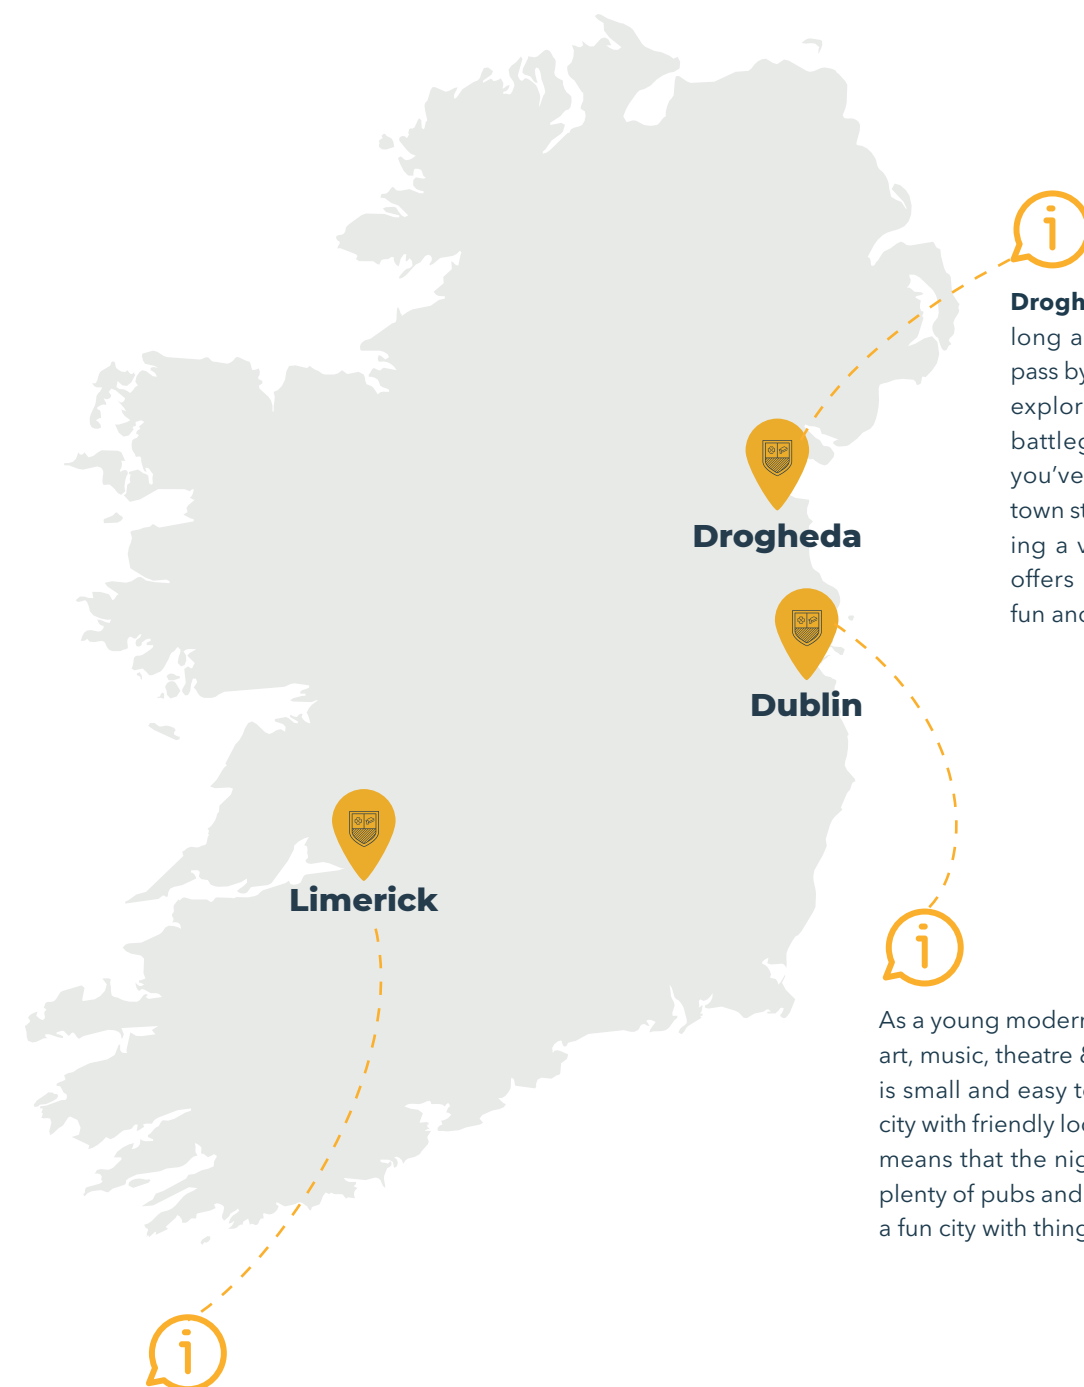 Drogheda
Dublin
Limerick
long a
pass by
explor
battleg
you've
town st
ing a v
offers
fun and
As a young modern
art, music, theatre &
is small and easy to
city with friendly loc
means that the nig
plenty of pubs and
a fun city with thing